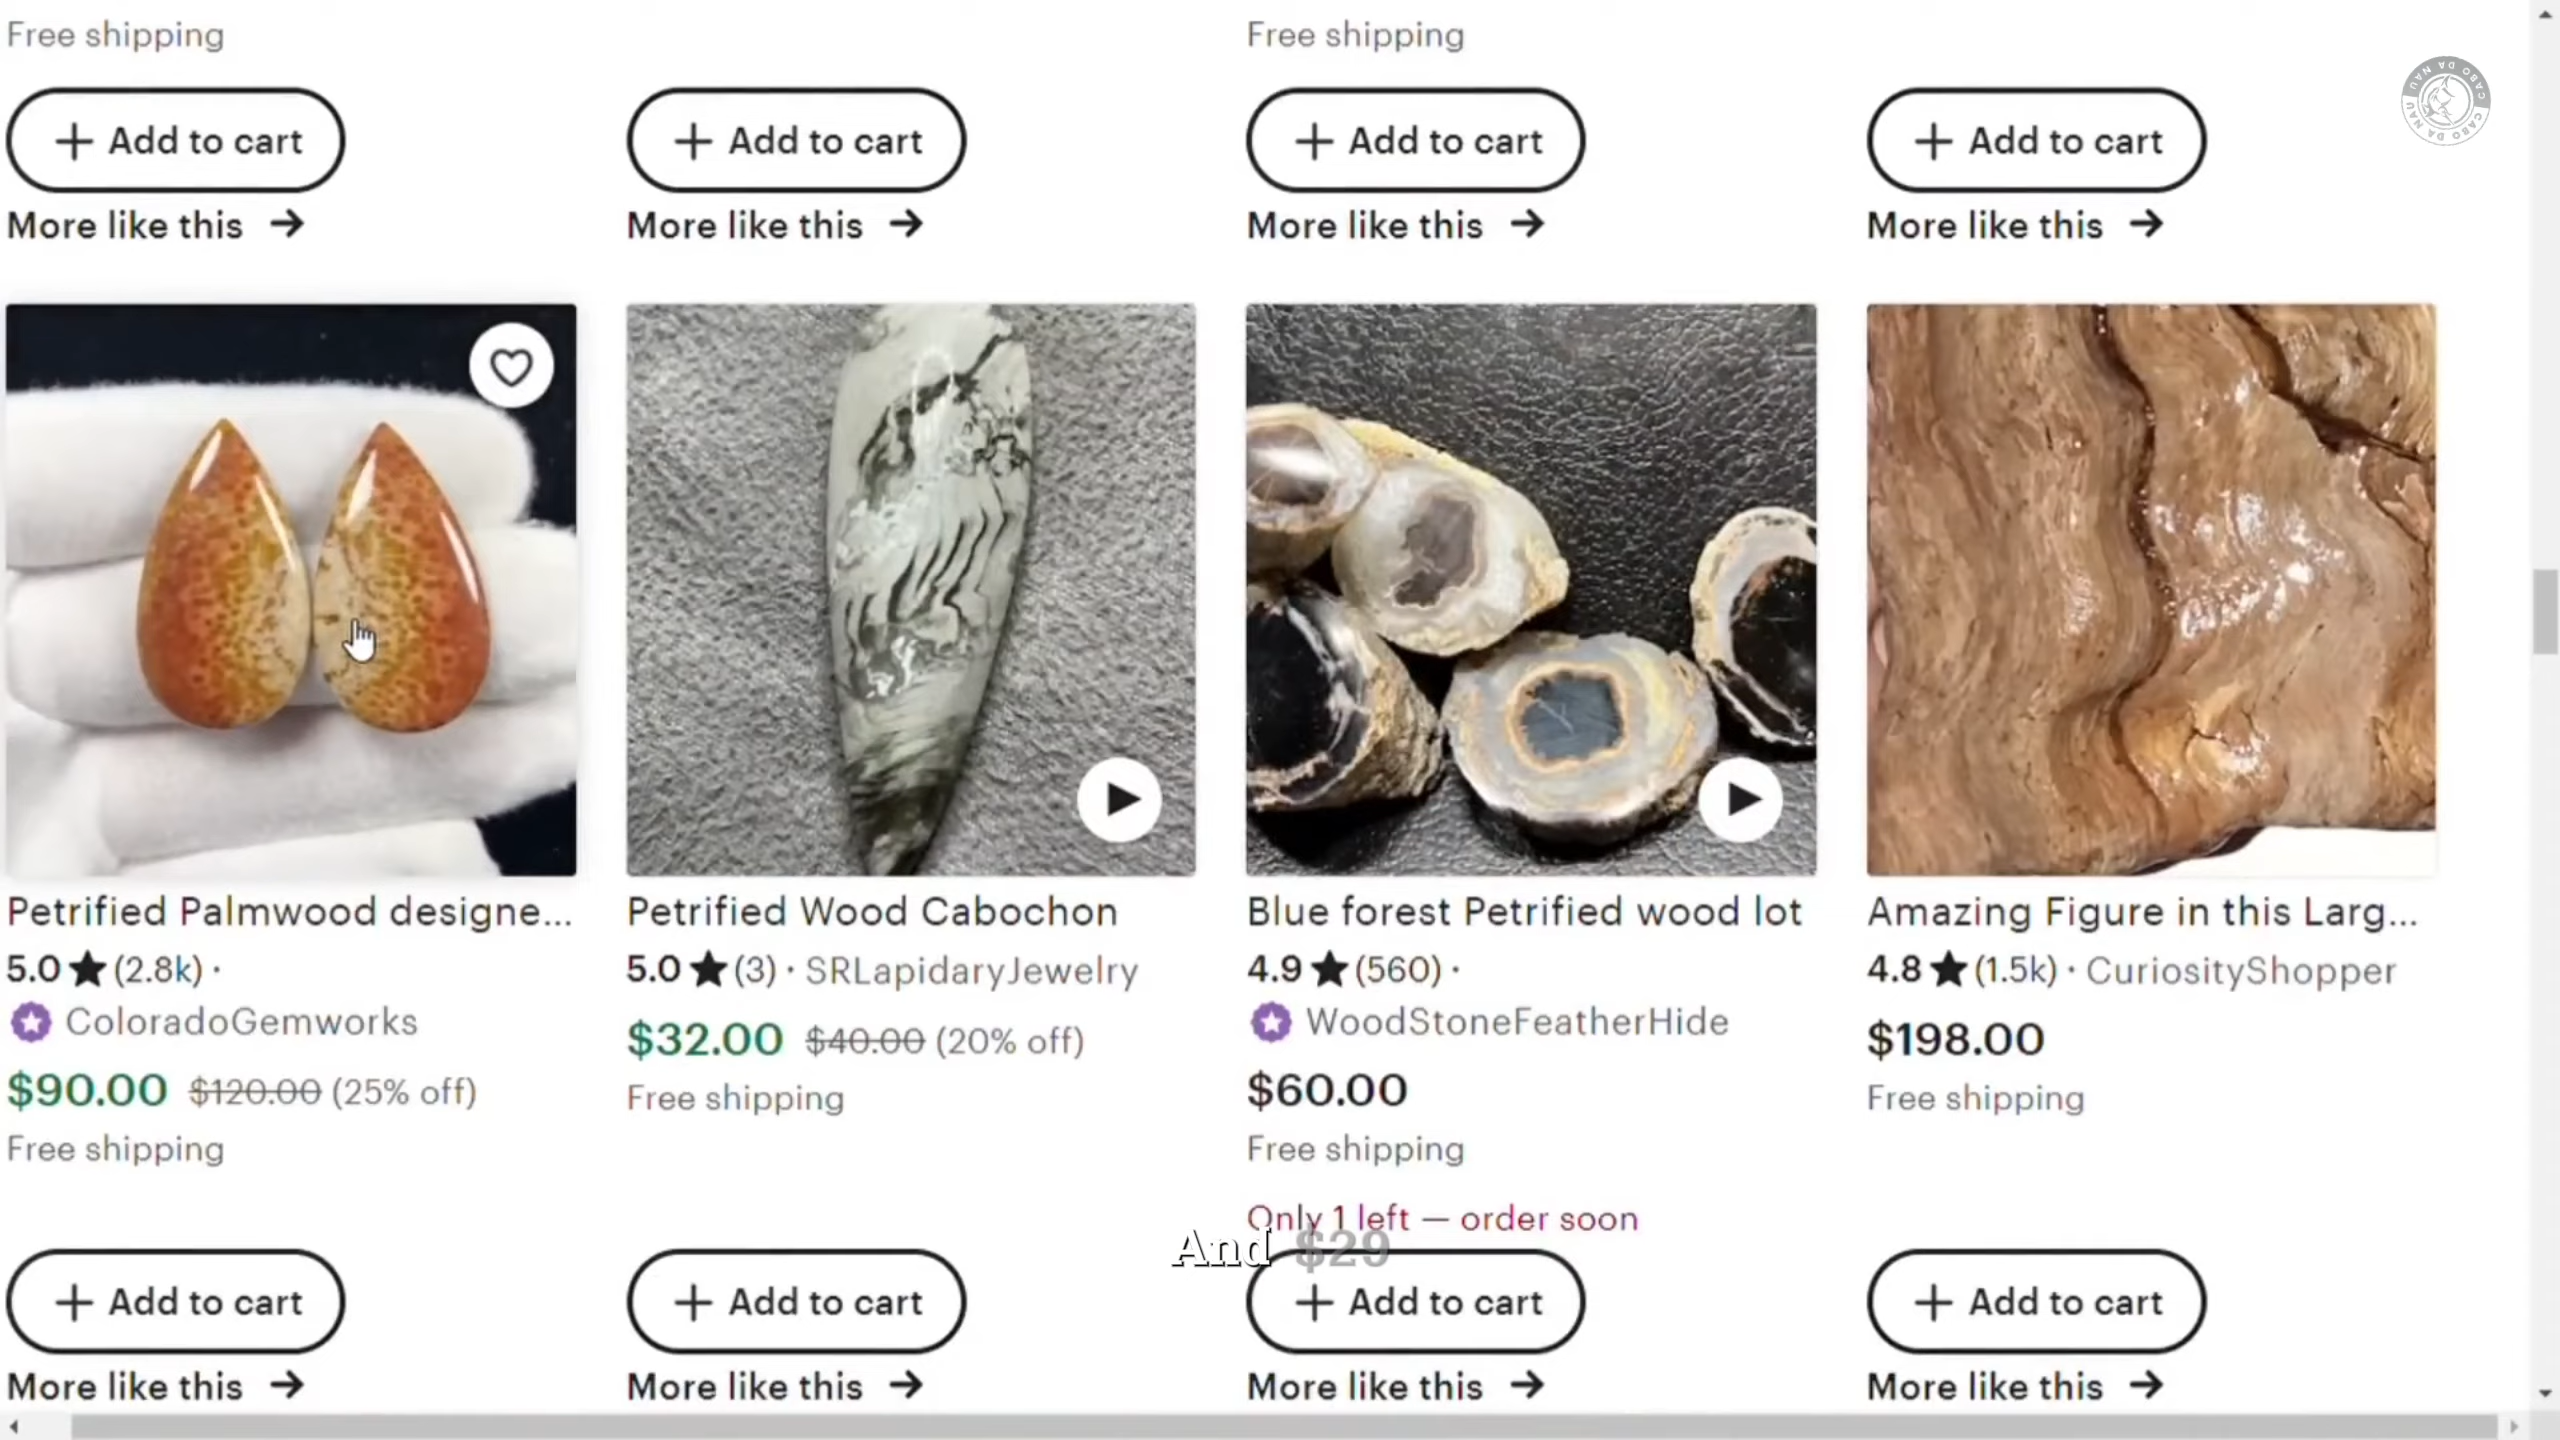 Free shipping
Free shipping
+ Add to cart
+ Add to cart
+ Add to cart
+ Add to cart
More like this →
More like this →
More like this →
More like this →
CABO DA NAU CABO DA NAU
Petrified Palmwood designe...
5.0 ★ (2.8k) ·
ColoradoGemworks
$90.00 $120.00 (25% off)
Free shipping
Petrified Wood Cabochon
5.0 ★ (3) · SRLapidaryJewelry
$32.00 $40.00 (20% off)
Free shipping
Blue forest Petrified wood lot
4.9 ★ (560) ·
WoodStoneFeatherHide
$60.00
Free shipping
Only 1 left — order soon
Amazing Figure in this Larg...
4.8 ★ (1.5k) · CuriosityShopper
$198.00
Free shipping
And $29
+ Add to cart
+ Add to cart
+ Add to cart
+ Add to cart
More like this →
More like this →
More like this →
More like this →